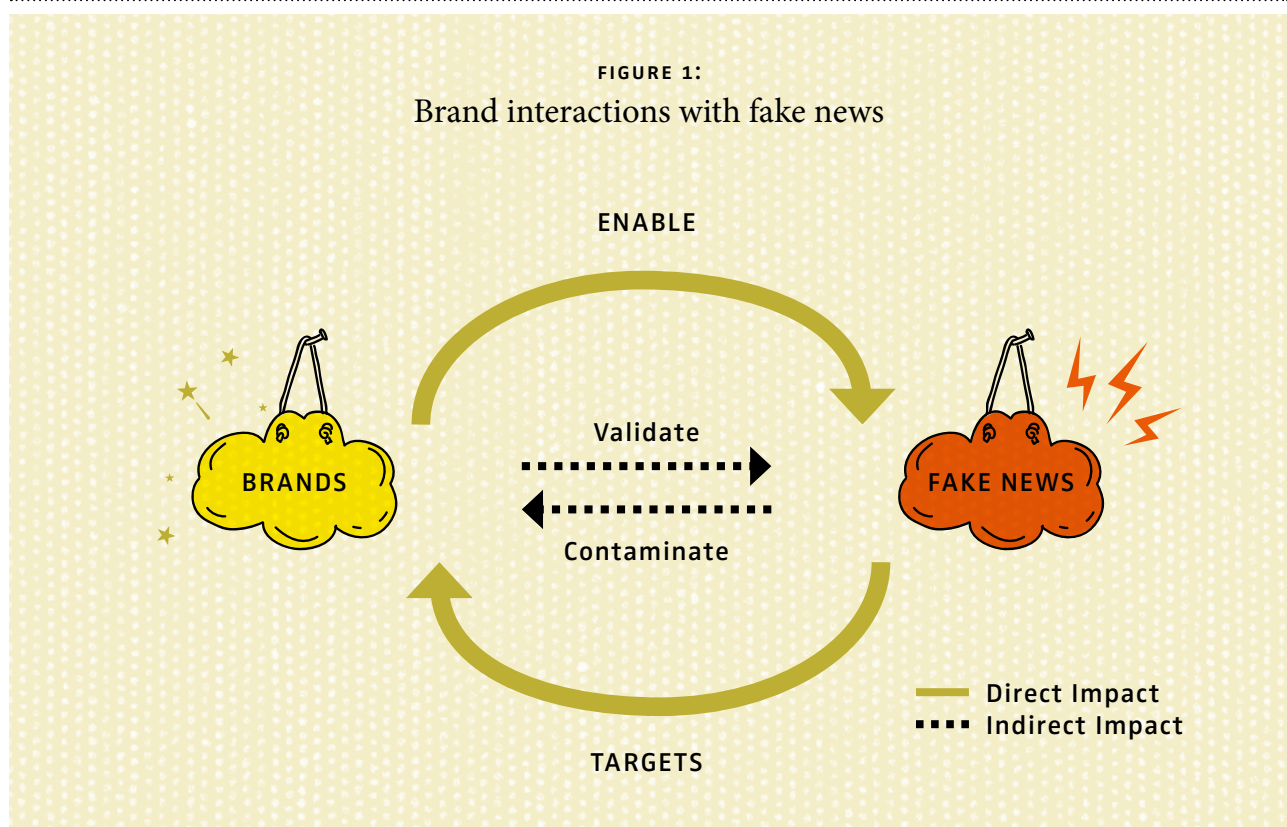 FIGURE 1:
Brand interactions with fake news
ENABLE
Validate
BRANDS
FAKE NEWS
Contaminate
Direct Impact
Indirect Impact
TARGETS